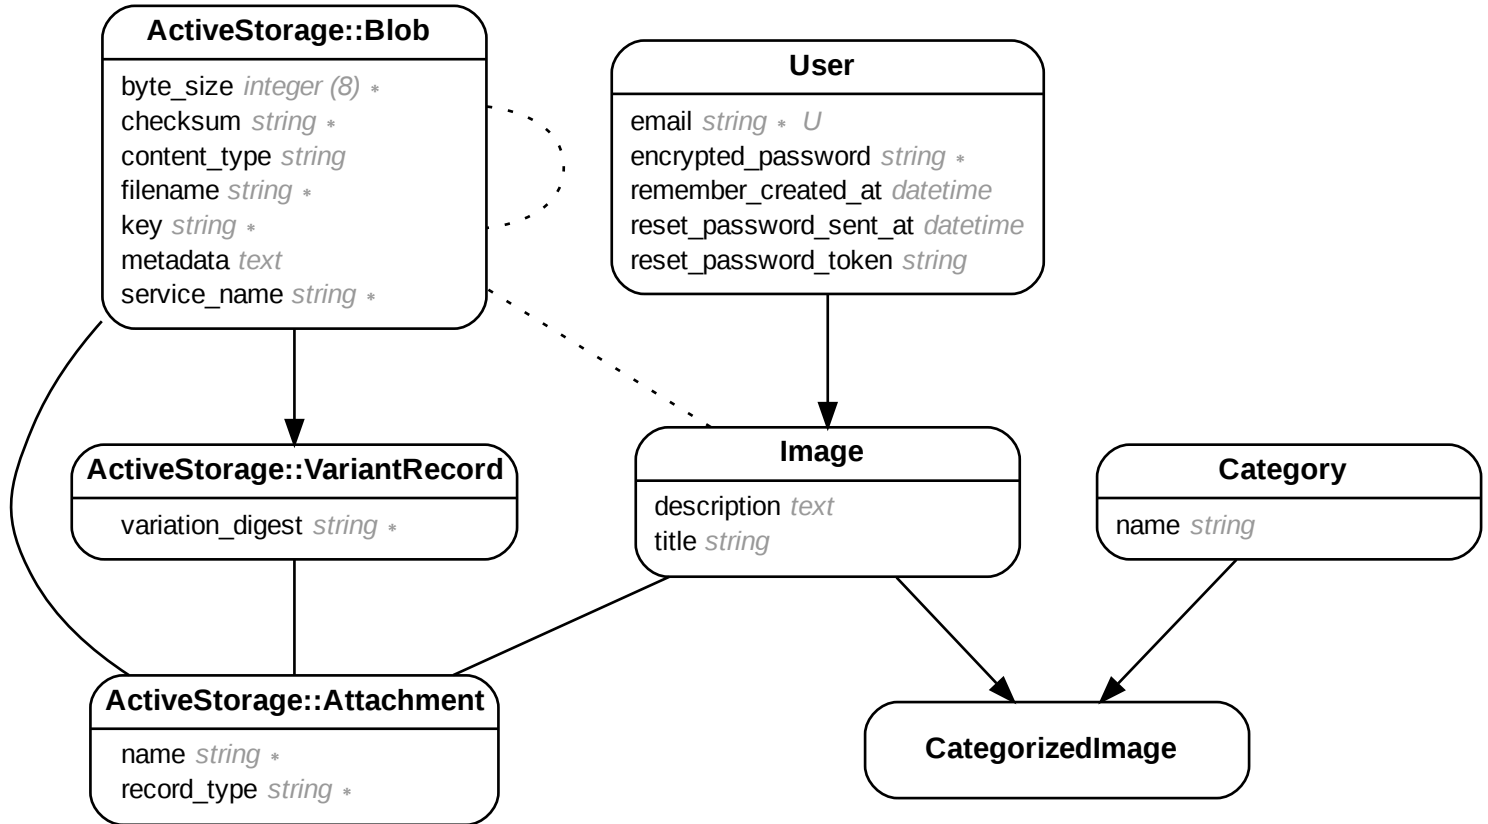 ActiveStorage::Blob
byte_size integer (8) *
checksum string *
content_type string
filename string *
key string *
metadata text
service_name string *
User
email string * U
encrypted_password string *
remember_created_at datetime
reset_password_sent_at datetime
reset_password_token string
ActiveStorage::VariantRecord
variation_digest string *
Image
description text
title string
Category
name string
ActiveStorage::Attachment
name string *
record_type string *
CategorizedImage